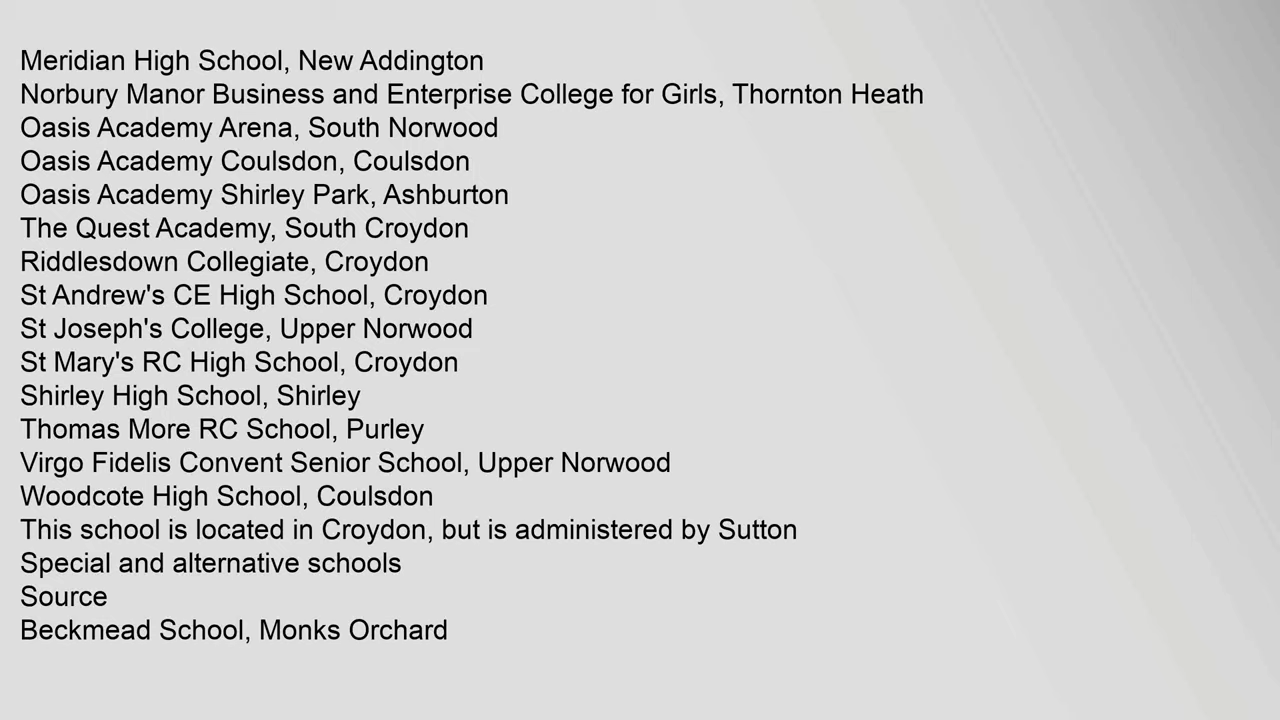 Meridian High School, New Addington
Norbury Manor Business and Enterprise College for Girls, Thornton Heath
Oasis Academy Arena, South Norwood
Oasis Academy Coulsdon, Coulsdon
Oasis Academy Shirley Park, Ashburton
The Quest Academy, South Croydon
Riddlesdown Collegiate, Croydon
St Andrew's CE High School, Croydon
St Joseph's College, Upper Norwood
St Mary's RC High School, Croydon
Shirley High School, Shirley
Thomas More RC School, Purley
Virgo Fidelis Convent Senior School, Upper Norwood
Woodcote High School, Coulsdon
This school is located in Croydon, but is administered by Sutton
Special and alternative schools
Source
Beckmead School, Monks Orchard